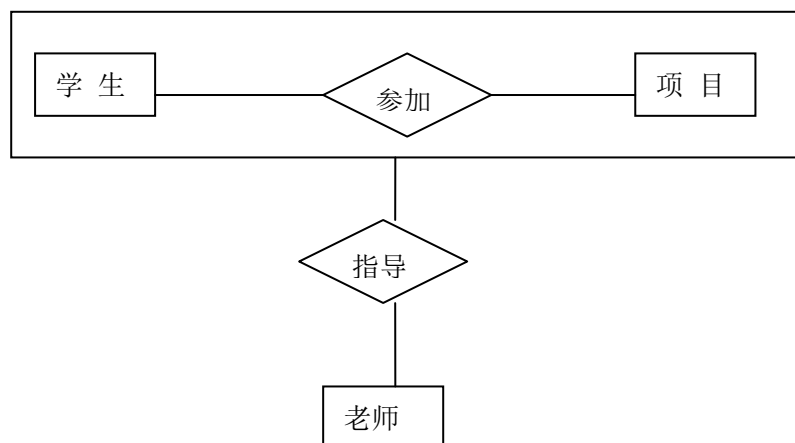 学 生 参加 项 目
指导
老师